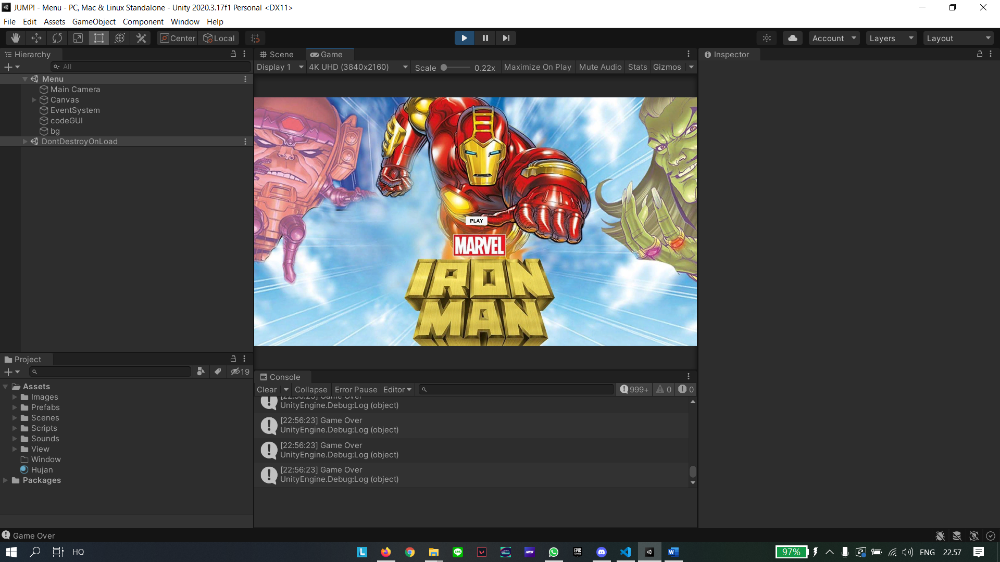 JUMP! - Menu - PC, Mac & Linux Standalone - Unity 2020.3.17f1 Personal <DX11>
File Edit Assets GameObject Component Window Help
Center Local Account Layers Layout
Hierarchy
All
Menu
Main Camera
Canvas
EventSystem
codeGUI
bg
DontDestroyOnLoad
Scene Game
Display 1 4K UHD (3840x2160) Scale 0.22x Maximize On Play Mute Audio Stats Gizmos
PLAY
MARVEL
IRON
MAN
Inspector
Project
19
Assets
Images
Prefabs
Scenes
Scripts
Sounds
View
Window
Hujan
Packages
Console
Clear Collapse Error Pause Editor 999+ 0 0
[22:56:23] Game Over
UnityEngine.Debug:Log (object)
[22:56:23] Game Over
UnityEngine.Debug:Log (object)
[22:56:23] Game Over
UnityEngine.Debug:Log (object)
[22:56:23] Game Over
UnityEngine.Debug:Log (object)
Game Over
HQ
L
EPIC
GAMES
W
97%
ENG
22.57